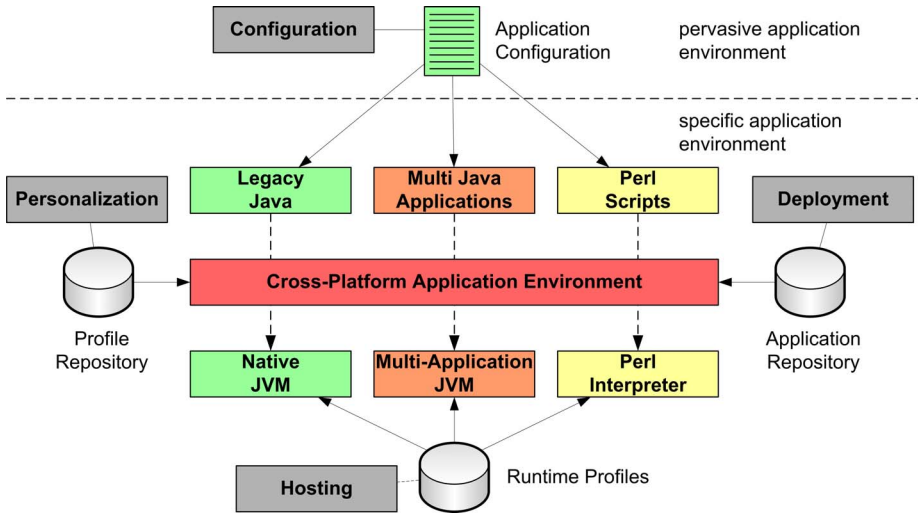 Configuration
Application
Configuration
pervasive application
environment
specific application
environment
Legacy
Java
Multi Java
Applications
Perl
Scripts
Personalization
Deployment
Cross-Platform Application Environment
Profile
Repository
Application
Repository
Native
JVM
Multi-Application
JVM
Perl
Interpreter
Hosting
Runtime Profiles